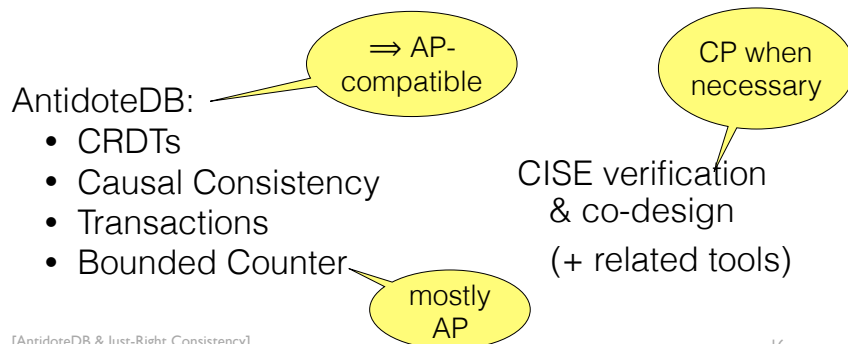 ⟹ AP-
compatible
CP when
necessary
AntidoteDB:
• CRDTs
• Causal Consistency
• Transactions
• Bounded Counter
CISE verification
& co-design
(+ related tools)
mostly
AP
[AntidoteDB & Just-Right Consistency]